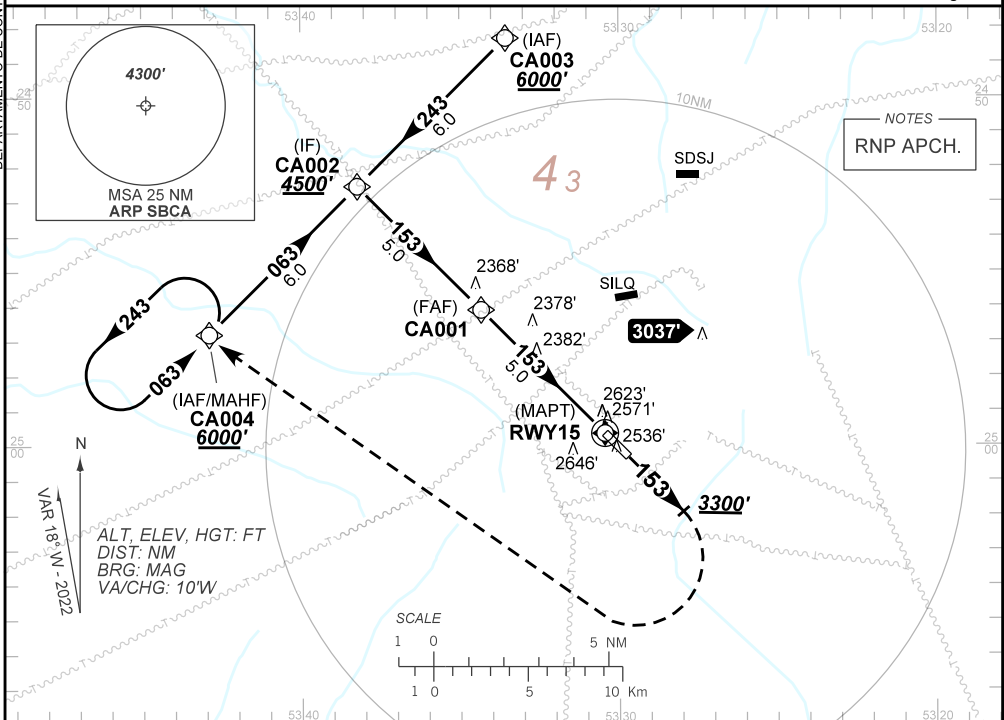 53 40
53 30
53 20
4300'
MSA 25 NM
ARP SBCA
24
50
(IAF)
CA003
6000'
243
6.0
10NM
24
50
NOTES
RNP APCH.
(IF)
CA002
4500'
4 3
SDSJ
153
5.0
063
6.0
2368'
SILQ
(FAF)
CA001
2378'
3037'
2382'
243
153
5.0
063
(IAF/MAHF)
CA004
6000'
(MAPT)
RWY15
2623'
2571'
2536'
2646'
25
00
25
00
N
VAR 18° W - 2022
153
3300'
ALT, ELEV, HGT: FT
DIST: NM
BRG: MAG
VA/CHG: 10'W
SCALE
1 0 5 NM
1 0 5 10 Km
53 40
53 30
53 20